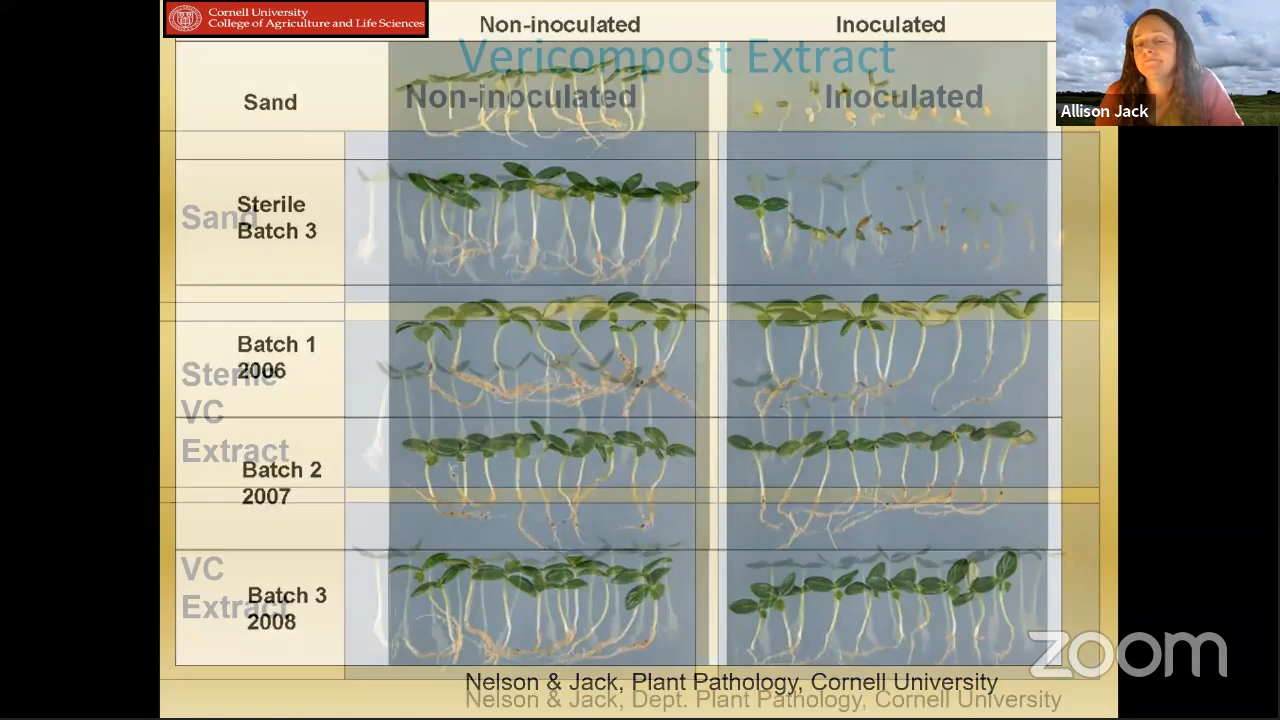 Cornell University
College of Agriculture and Life Sciences
Non-inoculated
Inoculated
Vericompost Extract
Non-inoculated
Inoculated
Sand
Sterile
Batch 3
Sand
Batch 1
2006
Sterile
VC
Extract
Batch 2
2007
VC
Extract
Batch 3
2008
Nelson & Jack, Plant Pathology, Cornell University
Nelson & Jack, Dept. Plant Pathology, Cornell University
Allison Jack
zoom